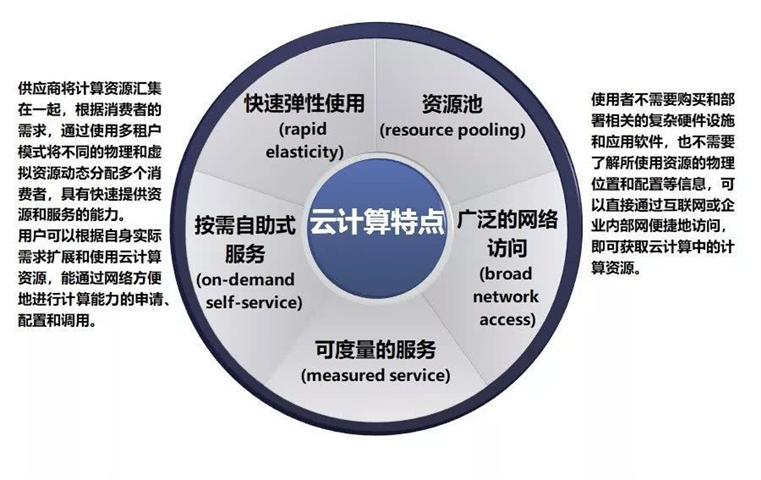 供应商将计算资源汇集
在一起，根据消费者的
需求，通过使用多租户
模式将不同的物理和虚
拟资源动态分配多个消
费者，具有快速提供资
源和服务的能力。
用户可以根据自身实际
需求扩展和使用云计算
资源，能通过网络方便
地进行计算能力的申请、
配置和调用。
快速弹性使用
(rapid
elasticity)
资源池
(resource pooling)
按需自助式
服务
(on-demand
self-service)
云计算特点
广泛的网络
访问
(broad
network
access)
可度量的服务
(measured service)
使用者不需要购买和部
署相关的复杂硬件设施
和应用软件，也不需要
了解所使用资源的物理
位置和配置等信息，可
以直接通过互联网或企
业内部网便捷地访问，
即可获取云计算中的计
算资源。